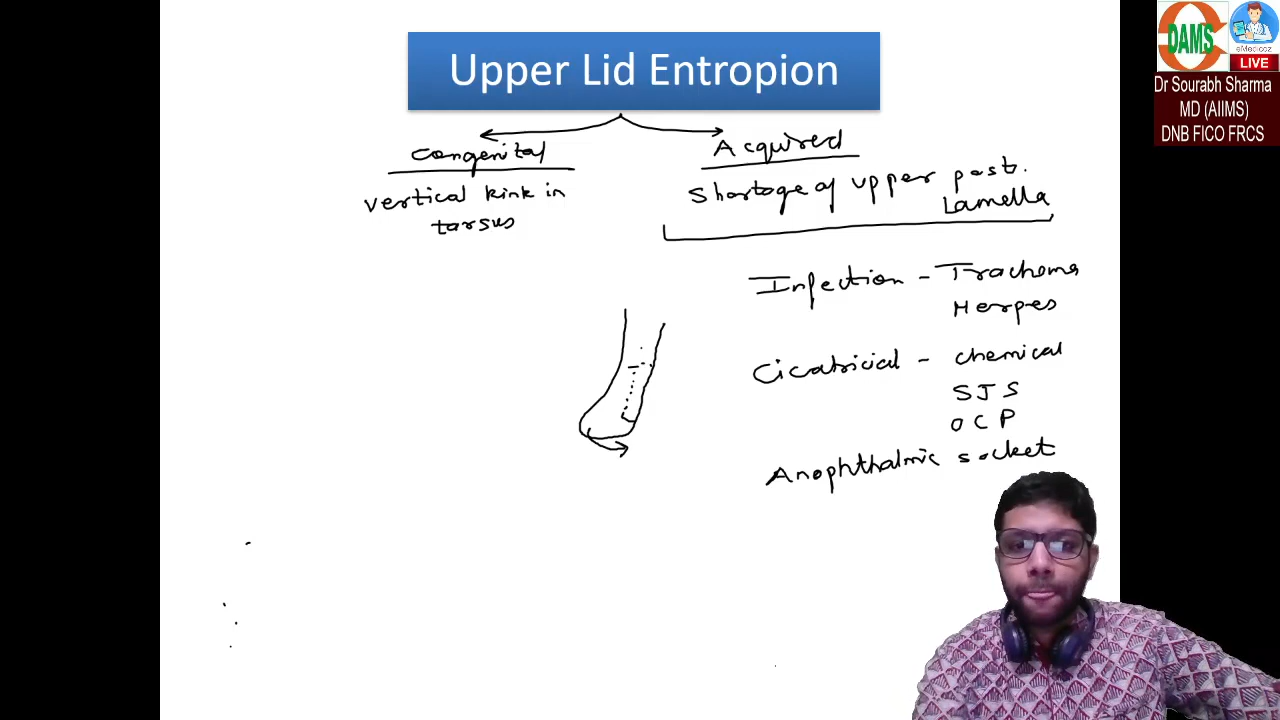 Upper Lid Entropion
Congenital
vertical kink in
tarsus
Acquired
Shortage of upper post.
Lamella
Infection - Trachoma
Herpes
Cicatricial - chemical
SJS
OCP
Anophthalmic socket
DAMS
eMedicoz
LIVE
Dr Sourabh Sharma
MD (AIIMS)
DNB FICO FRCS